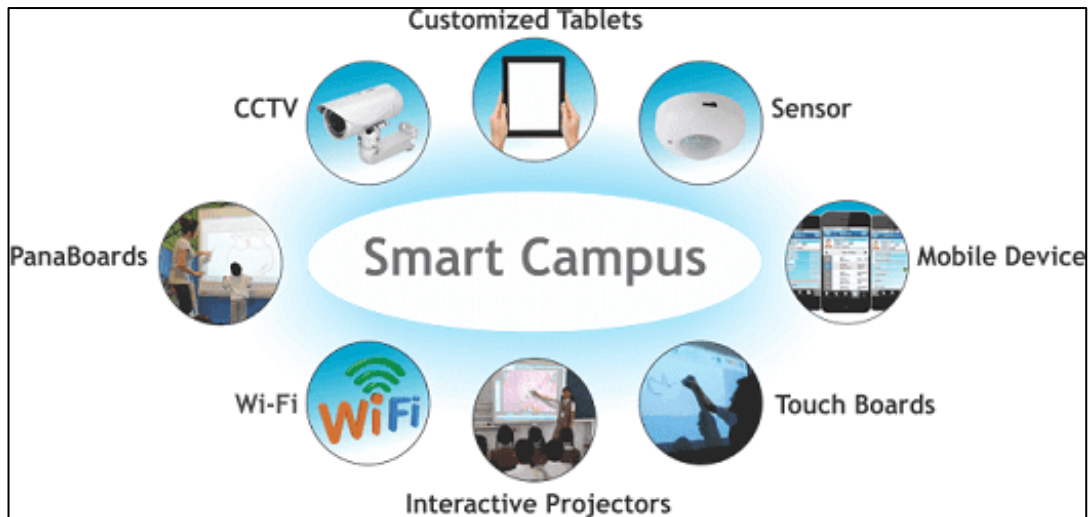 Customized Tablets
CCTV
Sensor
PanaBoards
Smart Campus
Mobile Device
Wi-Fi
WiFi
Touch Boards
Interactive Projectors